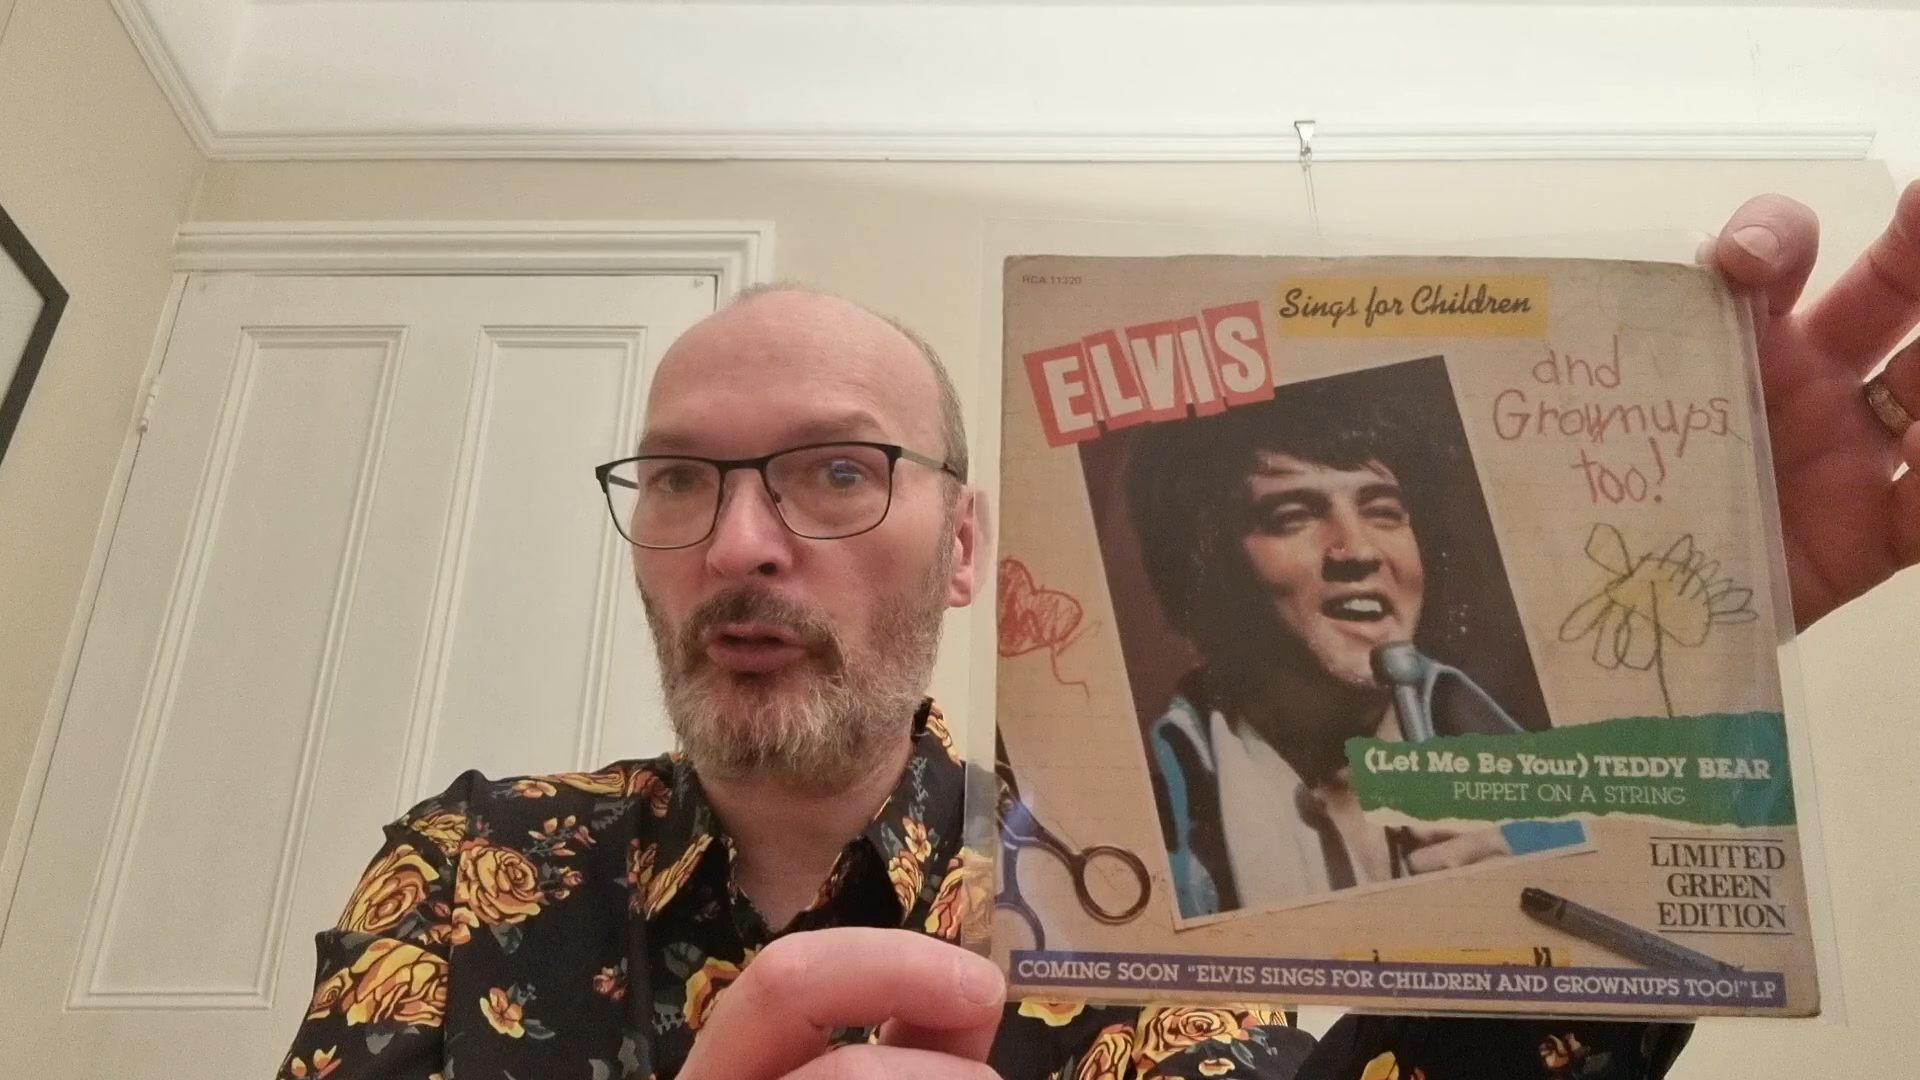 RCA 11320
ELVIS
Sings for Children
and
Grownups
too!
(Let Me Be Your) TEDDY BEAR
PUPPET ON A STRING
LIMITED
GREEN
EDITION
COMING SOON "ELVIS SINGS FOR CHILDREN AND GROWNUPS TOO!" LP